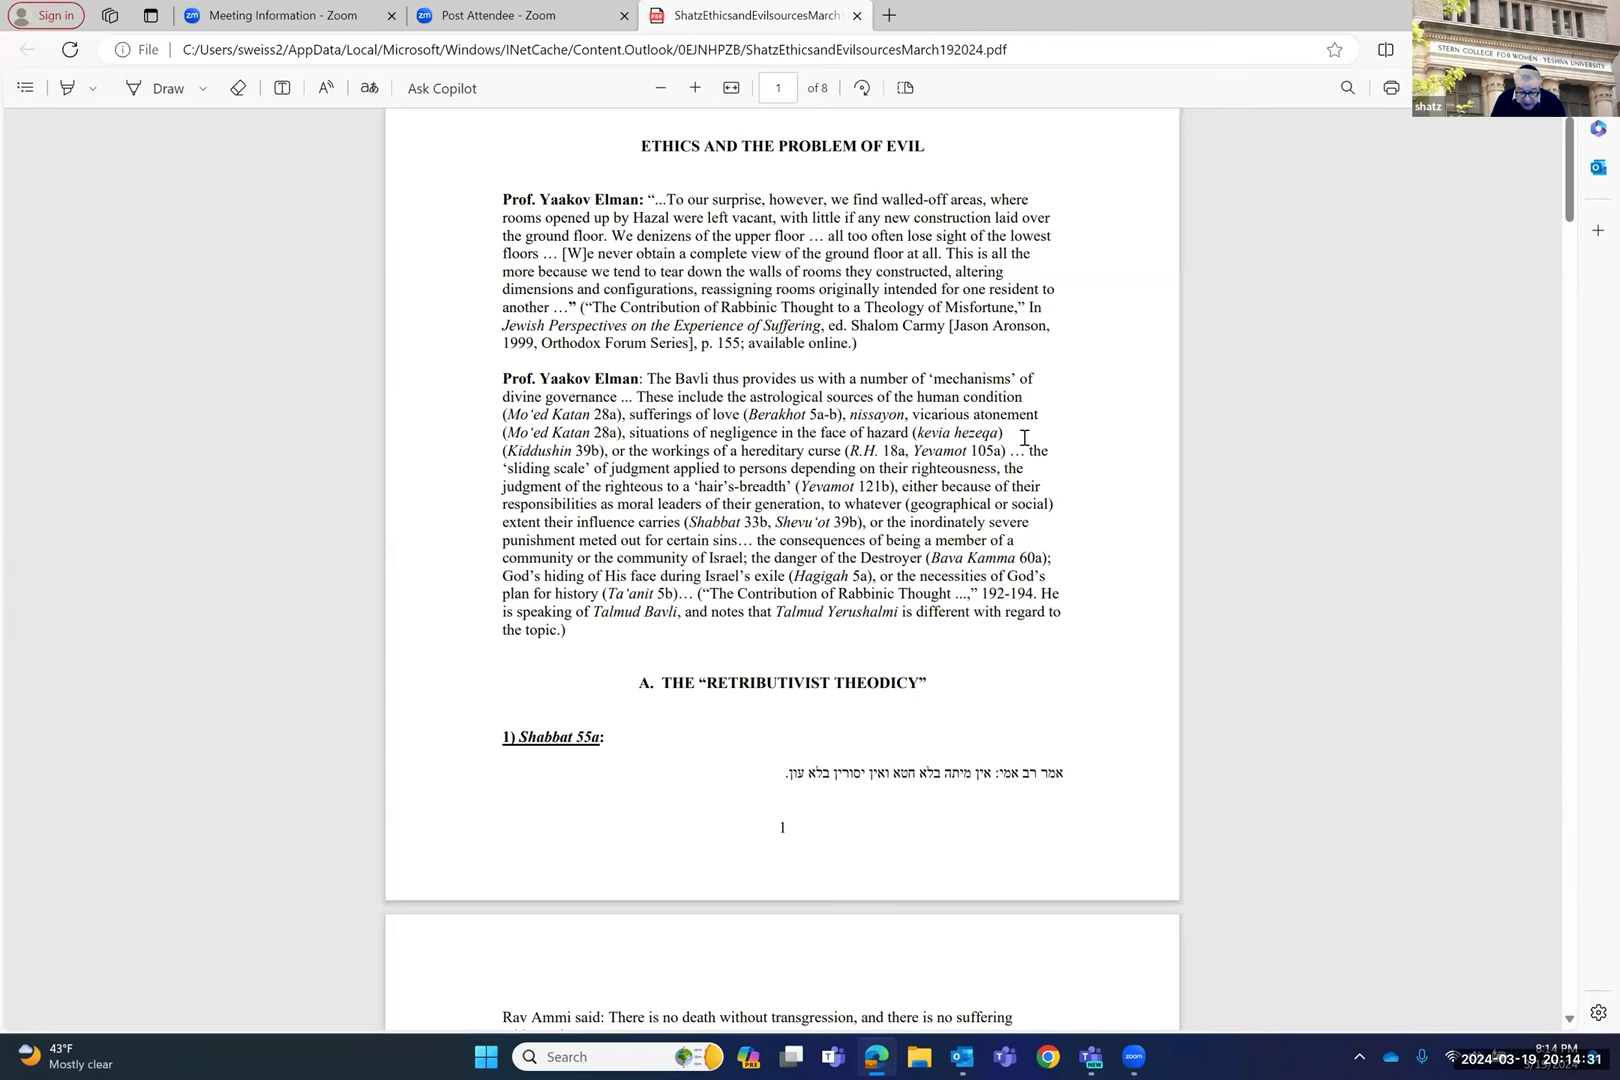 Sign in
Meeting Information - Zoom
Post Attendee - Zoom
ShatzEthicsandEvilsourcesMarch
File
C:/Users/sweiss2/AppData/Local/Microsoft/Windows/INetCache/Content.Outlook/0EJNHPZB/ShatzEthicsandEvilsourcesMarch192024.pdf
Draw
Ask Copilot
1 of 8
STERN COLLEGE FOR WOMEN · YESHIVA UNIVERSITY
shatz
ETHICS AND THE PROBLEM OF EVIL
Prof. Yaakov Elman: “...To our surprise, however, we find walled-off areas, where
rooms opened up by Hazal were left vacant, with little if any new construction laid over
the ground floor. We denizens of the upper floor … all too often lose sight of the lowest
floors … [W]e never obtain a complete view of the ground floor at all. This is all the
more because we tend to tear down the walls of rooms they constructed, altering
dimensions and configurations, reassigning rooms originally intended for one resident to
another …” (“The Contribution of Rabbinic Thought to a Theology of Misfortune,” In
Jewish Perspectives on the Experience of Suffering, ed. Shalom Carmy [Jason Aronson,
1999, Orthodox Forum Series], p. 155; available online.)
Prof. Yaakov Elman: The Bavli thus provides us with a number of ‘mechanisms’ of
divine governance ... These include the astrological sources of the human condition
(Mo‘ed Katan 28a), sufferings of love (Berakhot 5a-b), nissayon, vicarious atonement
(Mo‘ed Katan 28a), situations of negligence in the face of hazard (kevia hezeqa)
(Kiddushin 39b), or the workings of a hereditary curse (R.H. 18a, Yevamot 105a) … the
‘sliding scale’ of judgment applied to persons depending on their righteousness, the
judgment of the righteous to a ‘hair’s-breadth’ (Yevamot 121b), either because of their
responsibilities as moral leaders of their generation, to whatever (geographical or social)
extent their influence carries (Shabbat 33b, Shevu‘ot 39b), or the inordinately severe
punishment meted out for certain sins… the consequences of being a member of a
community or the community of Israel; the danger of the Destroyer (Bava Kamma 60a);
God’s hiding of His face during Israel’s exile (Hagigah 5a), or the necessities of God’s
plan for history (Ta‘anit 5b)… (“The Contribution of Rabbinic Thought ...,” 192-194. He
is speaking of Talmud Bavli, and notes that Talmud Yerushalmi is different with regard to
the topic.)
A. THE “RETRIBUTIVIST THEODICY”
1) Shabbat 55a:
אמר רב אמי: אין מיתה בלא חטא ואין יסורין בלא עון.
1
Rav Ammi said: There is no death without transgression, and there is no suffering
43°F
Mostly clear
Search
PRE
NEW
zoom
8:14 PM
2024-03-19 20:14:31